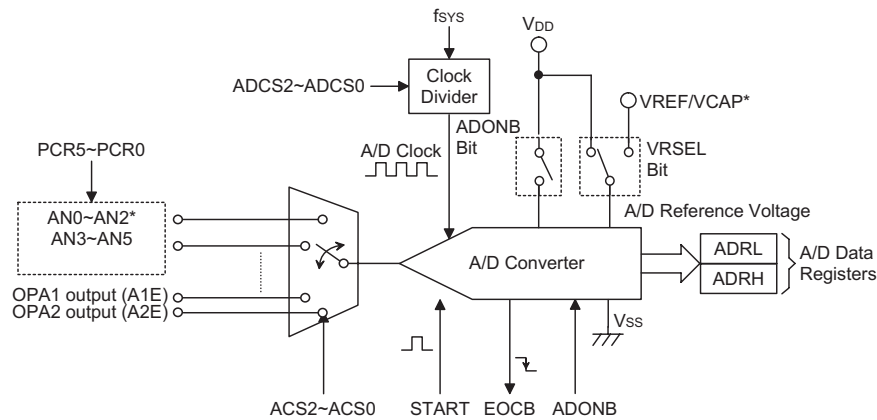 fSYS
VDD
ADCS2~ADCS0
Clock
Divider
VREF/VCAP*
ADONB
Bit
VRSEL
Bit
PCR5~PCR0
A/D Clock
AN0~AN2*
AN3~AN5
A/D Reference Voltage
A/D Converter
ADRL
ADRH
A/D Data
Registers
OPA1 output (A1E)
OPA2 output (A2E)
VSS
ACS2~ACS0
START
EOCB
ADONB